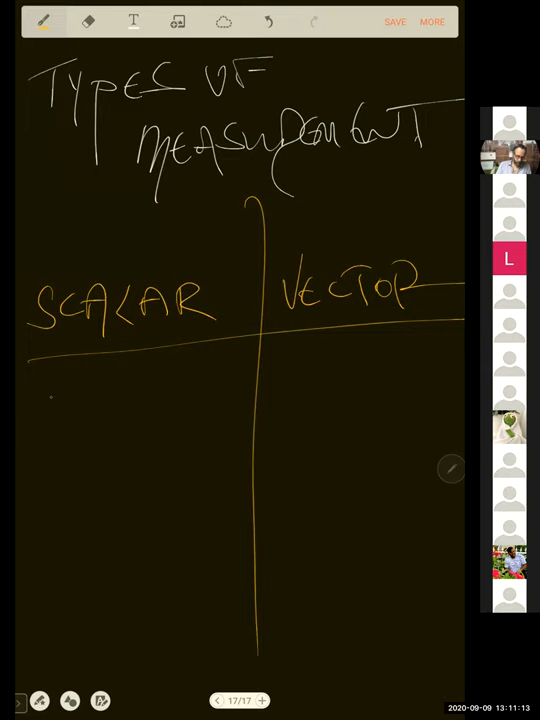 SAVE MORE
TYPES OF
MEASUREMENT
SCALAR VECTOR
L
17/17
2020-09-09 13:11:13